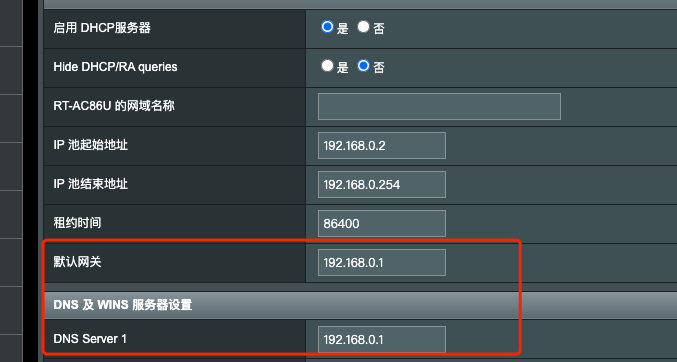 启用 DHCP服务器 是 否
Hide DHCP/RA queries 是 否
RT-AC86U 的网域名称
IP 池起始地址 192.168.0.2
IP 池结束地址 192.168.0.254
租约时间 86400
默认网关 192.168.0.1
DNS 及 WINS 服务器设置
DNS Server 1 192.168.0.1